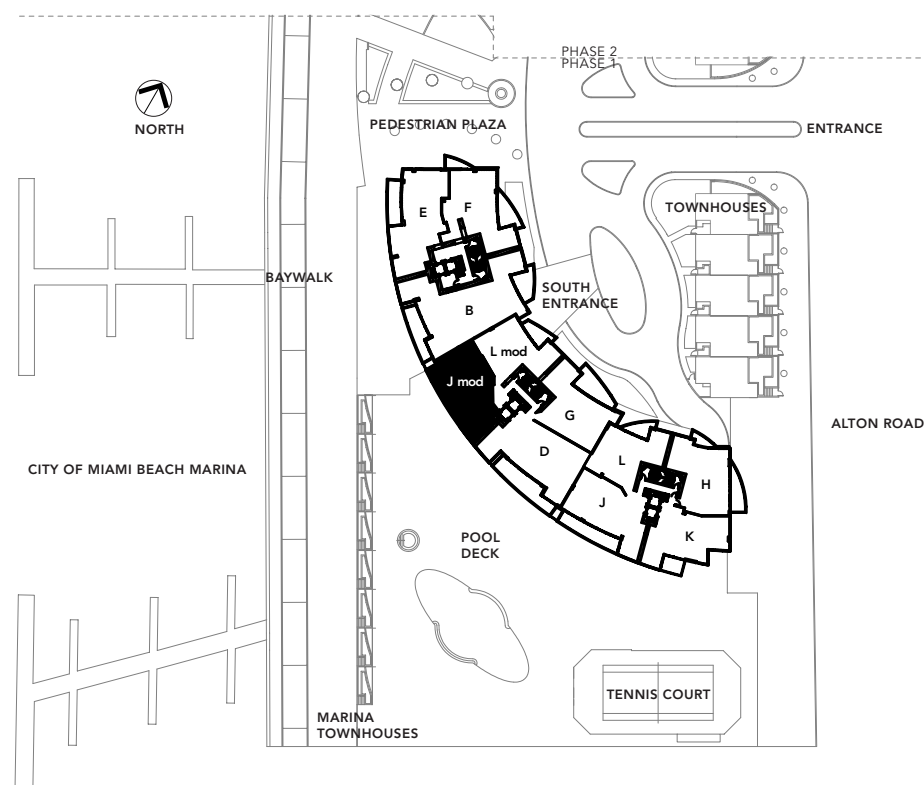 PHASE 2
PHASE 1
NORTH
PEDESTRIAN PLAZA
ENTRANCE
E
F
TOWNHOUSES
BAYWALK
SOUTH
ENTRANCE
B
L mod
J mod
G
ALTON ROAD
D
L
CITY OF MIAMI BEACH MARINA
H
J
K
POOL
DECK
TENNIS COURT
MARINA
TOWNHOUSES